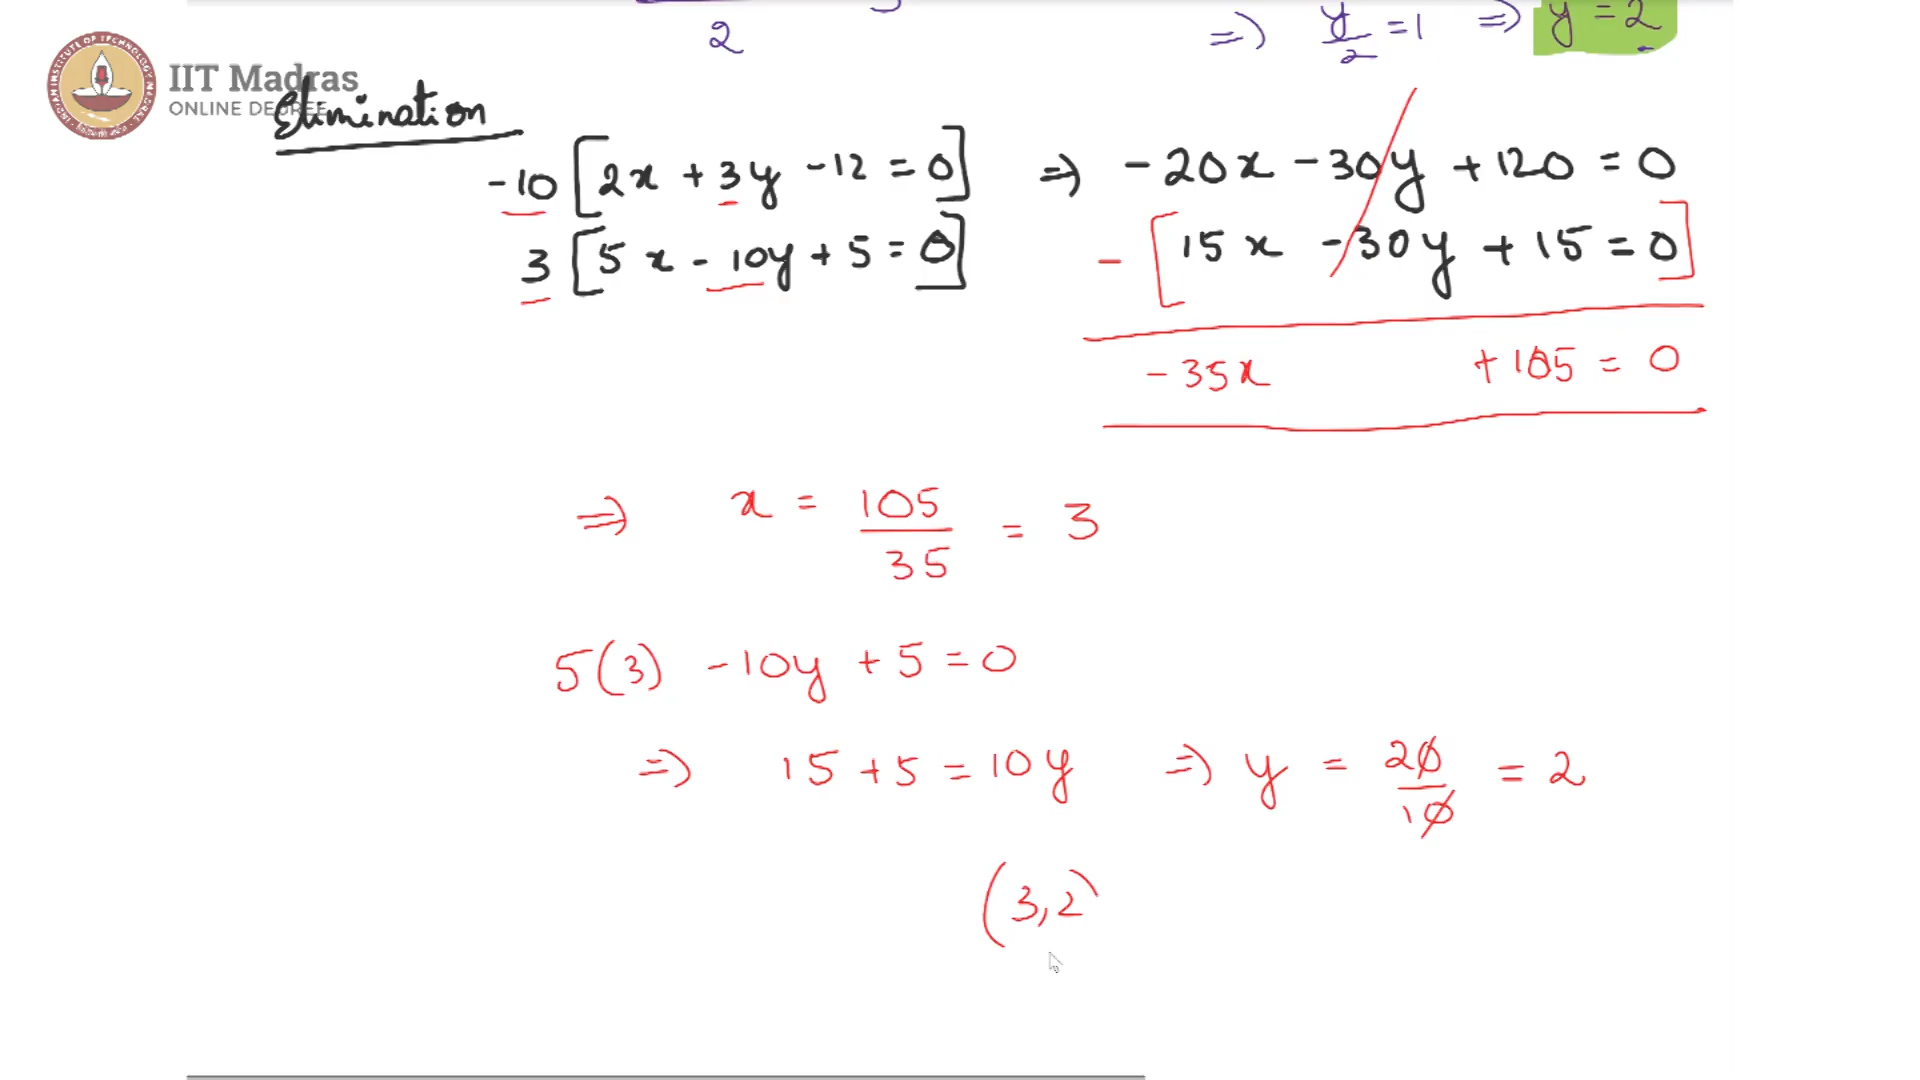 2
=> y/2 = 1 => y = 2
IIT Madras
ONLINE DEGREE
Elimination
-10 [2x + 3y - 12 = 0] => -20x - 30y + 120 = 0
3 [5x - 10y + 5 = 0] - [15x - 30y + 15 = 0]
-35x + 105 = 0
=> x = 105/35 = 3
5(3) - 10y + 5 = 0
=> 15 + 5 = 10y => y = 20/10 = 2
(3,2)